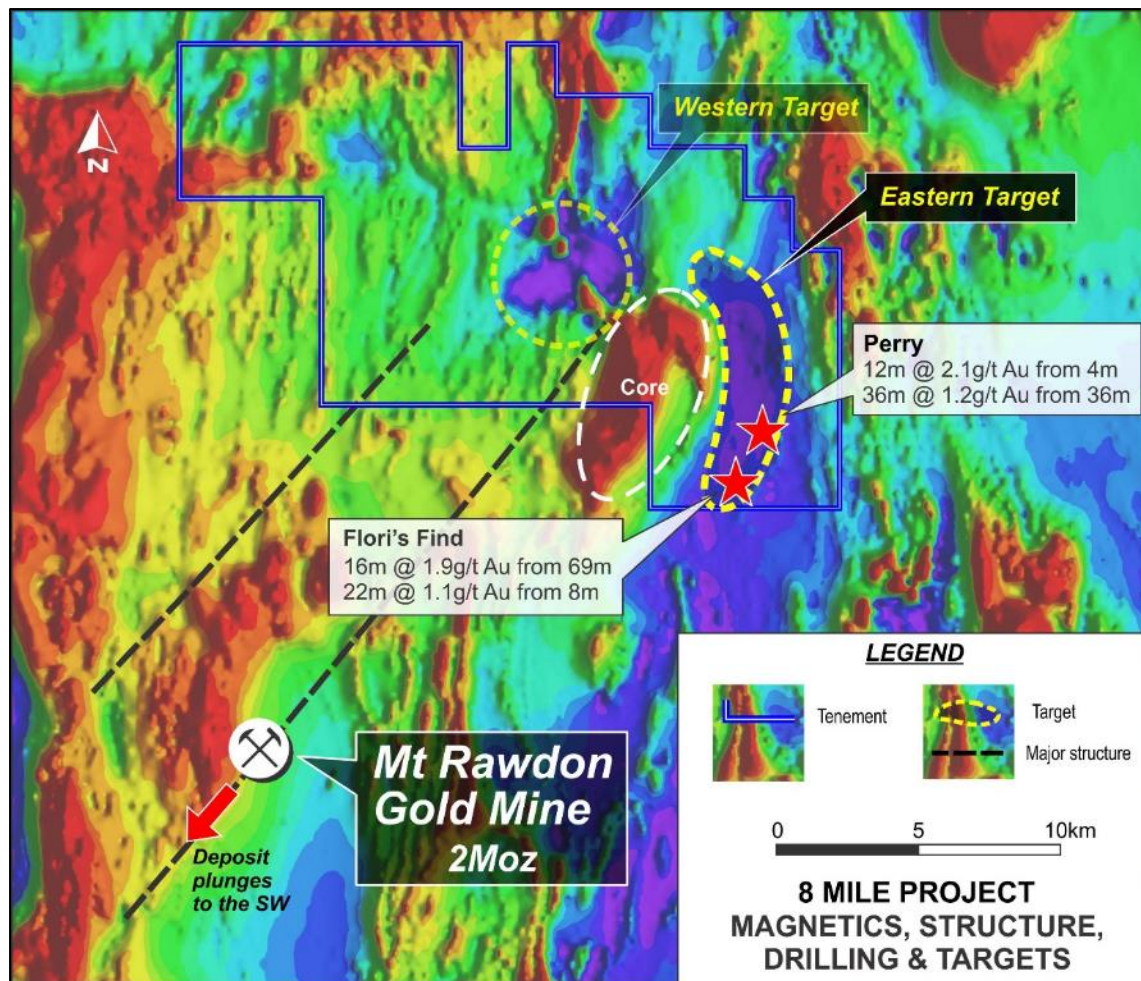 Western Target
N
Eastern Target
Perry
12m @ 2.1g/t Au from 4m
36m @ 1.2g/t Au from 36m
Core
Flori's Find
16m @ 1.9g/t Au from 69m
22m @ 1.1g/t Au from 8m
Mt Rawdon
Gold Mine
2Moz
Deposit
plunges
to the SW
LEGEND
Tenement
Target
Major structure
0 5 10km
8 MILE PROJECT
MAGNETICS, STRUCTURE,
DRILLING & TARGETS